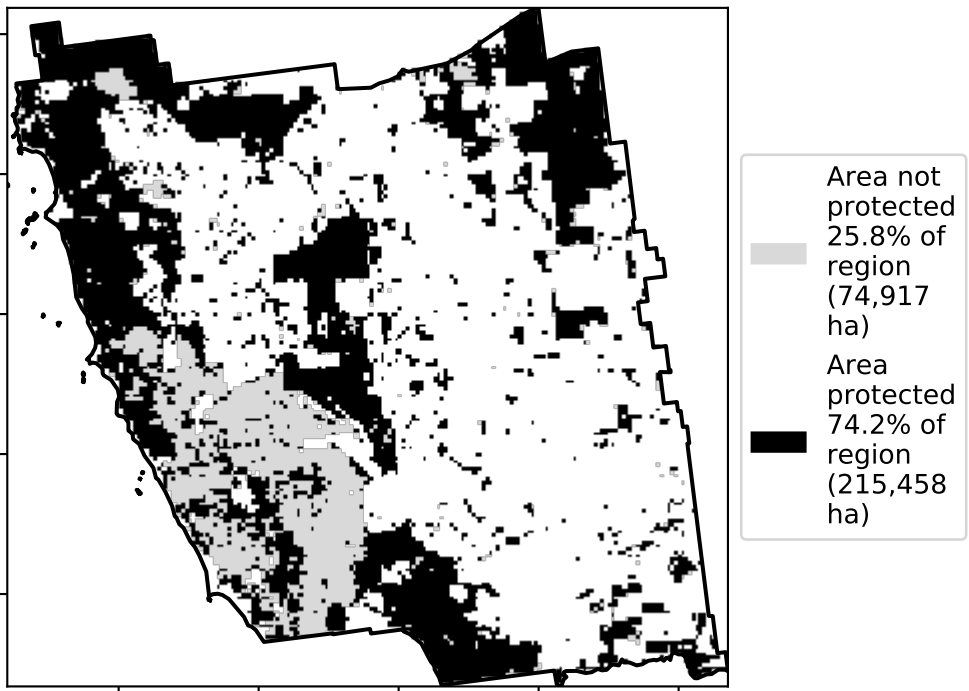 Area not
protected
25.8% of
region
(74,917
ha)
Area
protected
74.2% of
region
(215,458
ha)